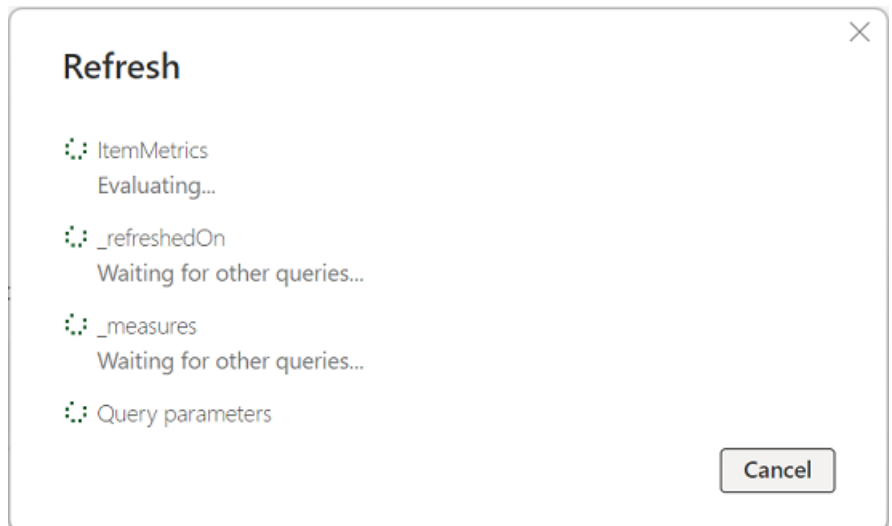 Refresh
ItemMetrics
Evaluating...
_refreshedOn
Waiting for other queries...
_measures
Waiting for other queries...
Query parameters
Cancel